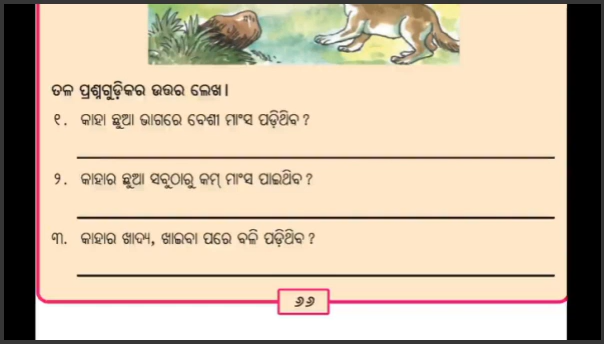 ତଳ ପ୍ରଶ୍ନଗୁଡ଼ିକର ଉତ୍ତର ଲେଖ।
୧. କାହା ଛୁଆ ଭାଗରେ ବେଶୀ ମାଂସ ପଡ଼ିଥିବ?
୨. କାହାର ଛୁଆ ସବୁଠାରୁ କମ୍ ମାଂସ ପାଇଥିବ?
୩. କାହାର ଖାଦ୍ୟ, ଖାଇବା ପରେ ବଳି ପଡ଼ିଥିବ?
୬୬